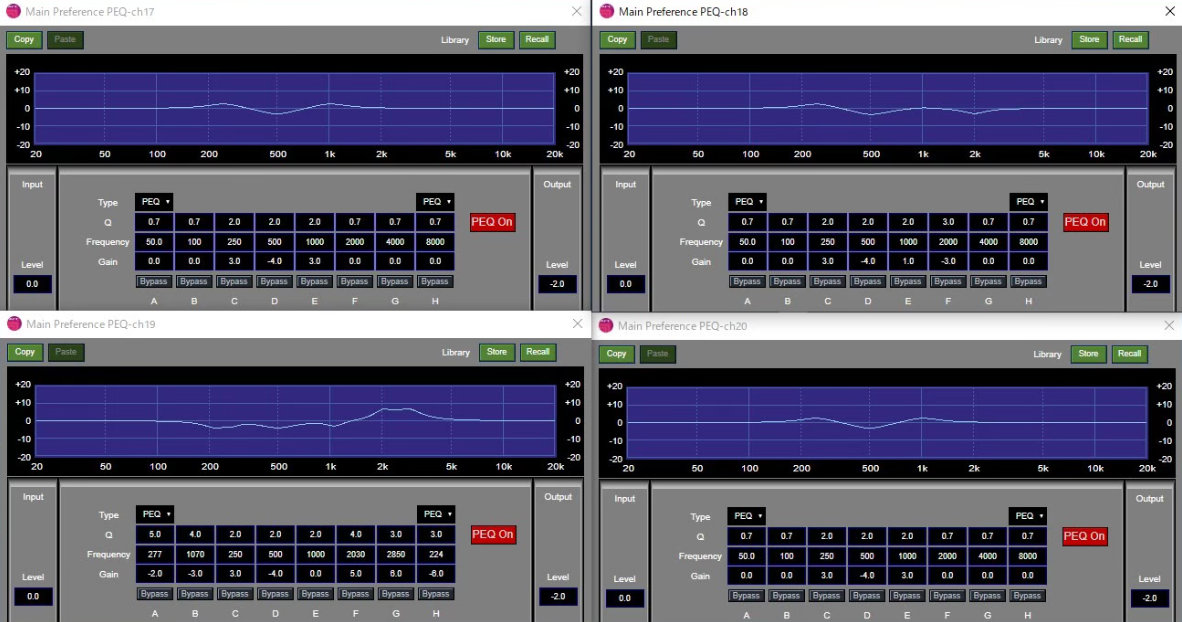 Main Preference PEQ-ch17
Copy Paste Library Store Recall
+20 +20
+10 +10
0 0
-10 -10
-20 -20
20 50 100 200 500 1k 2k 5k 10k 20k
Input Output
Type PEQ PEQ
Q 0.7 0.7 2.0 2.0 2.0 0.7 0.7 0.7 PEQ On
Frequency 50.0 100 250 500 1000 2000 4000 8000
Level Gain 0.0 0.0 3.0 -4.0 3.0 0.0 0.0 0.0 Level
0.0 Bypass Bypass Bypass Bypass Bypass Bypass Bypass Bypass -2.0
A B C D E F G H
Main Preference PEQ-ch18
Copy Paste Library Store Recall
+20 +20
+10 +10
0 0
-10 -10
-20 -20
20 50 100 200 500 1k 2k 5k 10k 20k
Input Output
Type PEQ PEQ
Q 0.7 0.7 2.0 2.0 2.0 3.0 0.7 0.7 PEQ On
Frequency 50.0 100 250 500 1000 2000 4000 8000
Level Gain 0.0 0.0 3.0 -4.0 1.0 -3.0 0.0 0.0 Level
0.0 Bypass Bypass Bypass Bypass Bypass Bypass Bypass Bypass -2.0
A B C D E F G H
Main Preference PEQ-ch19
Copy Paste Library Store Recall
+20 +20
+10 +10
0 0
-10 -10
-20 -20
20 50 100 200 500 1k 2k 5k 10k 20k
Input Output
Type PEQ PEQ
Q 5.0 4.0 2.0 2.0 2.0 4.0 3.0 3.0 PEQ On
Frequency 277 1070 250 500 1000 2030 2850 224
Level Gain -2.0 -3.0 3.0 -4.0 0.0 5.0 6.0 -6.0 Level
0.0 Bypass Bypass Bypass Bypass Bypass Bypass Bypass Bypass -2.0
A B C D E F G H
Main Preference PEQ-ch20
Copy Paste Library Store Recall
+20 +20
+10 +10
0 0
-10 -10
-20 -20
20 50 100 200 500 1k 2k 5k 10k 20k
Input Output
Type PEQ PEQ
Q 0.7 0.7 2.0 2.0 2.0 0.7 0.7 0.7 PEQ On
Frequency 50.0 100 250 500 1000 2000 4000 8000
Level Gain 0.0 0.0 3.0 -4.0 3.0 0.0 0.0 0.0 Level
0.0 Bypass Bypass Bypass Bypass Bypass Bypass Bypass Bypass -2.0
A B C D E F G H